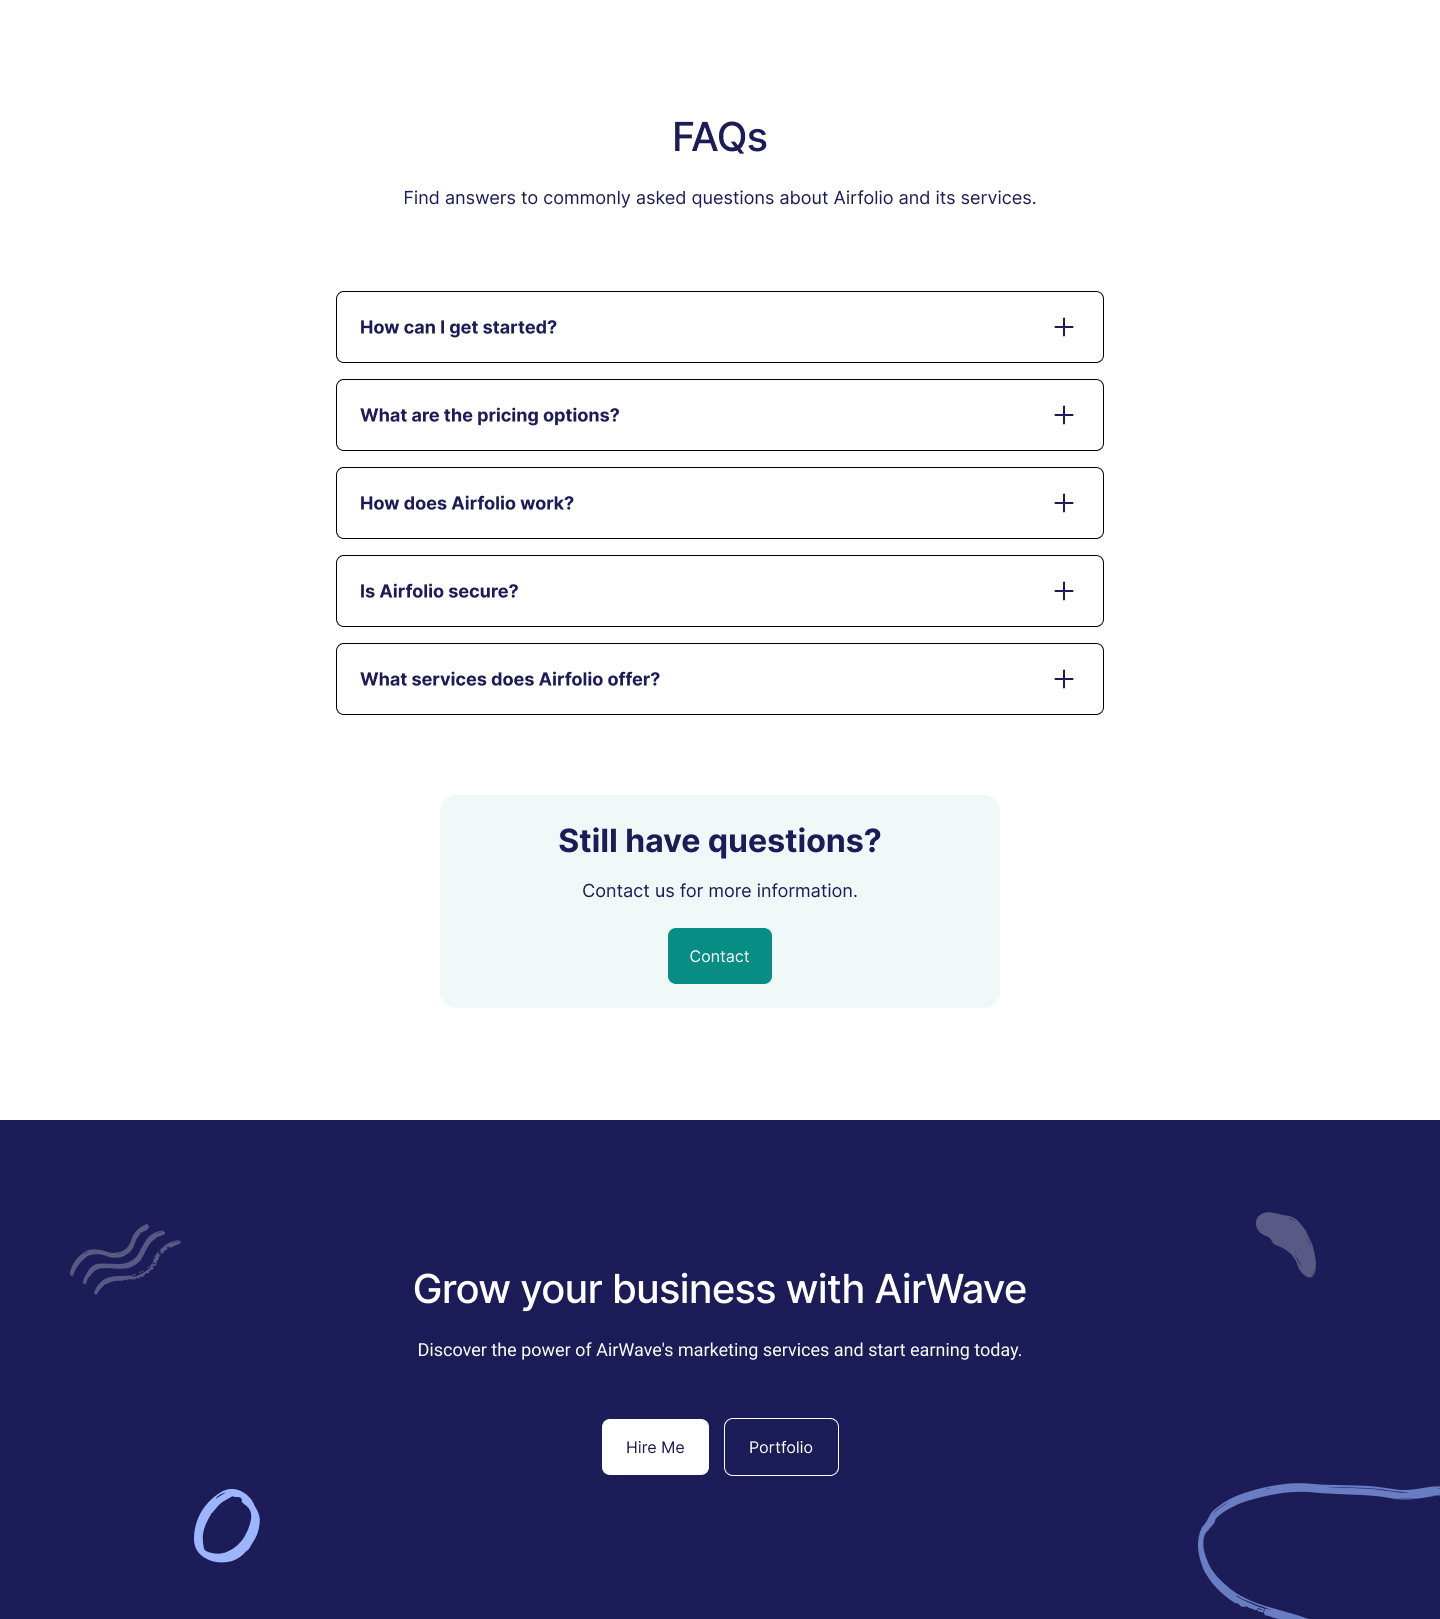 FAQs
Find answers to commonly asked questions about Airfolio and its services.
How can I get started?
What are the pricing options?
How does Airfolio work?
Is Airfolio secure?
What services does Airfolio offer?
Still have questions?
Contact us for more information.
Contact
Grow your business with AirWave
Discover the power of AirWave's marketing services and start earning today.
Hire Me
Portfolio